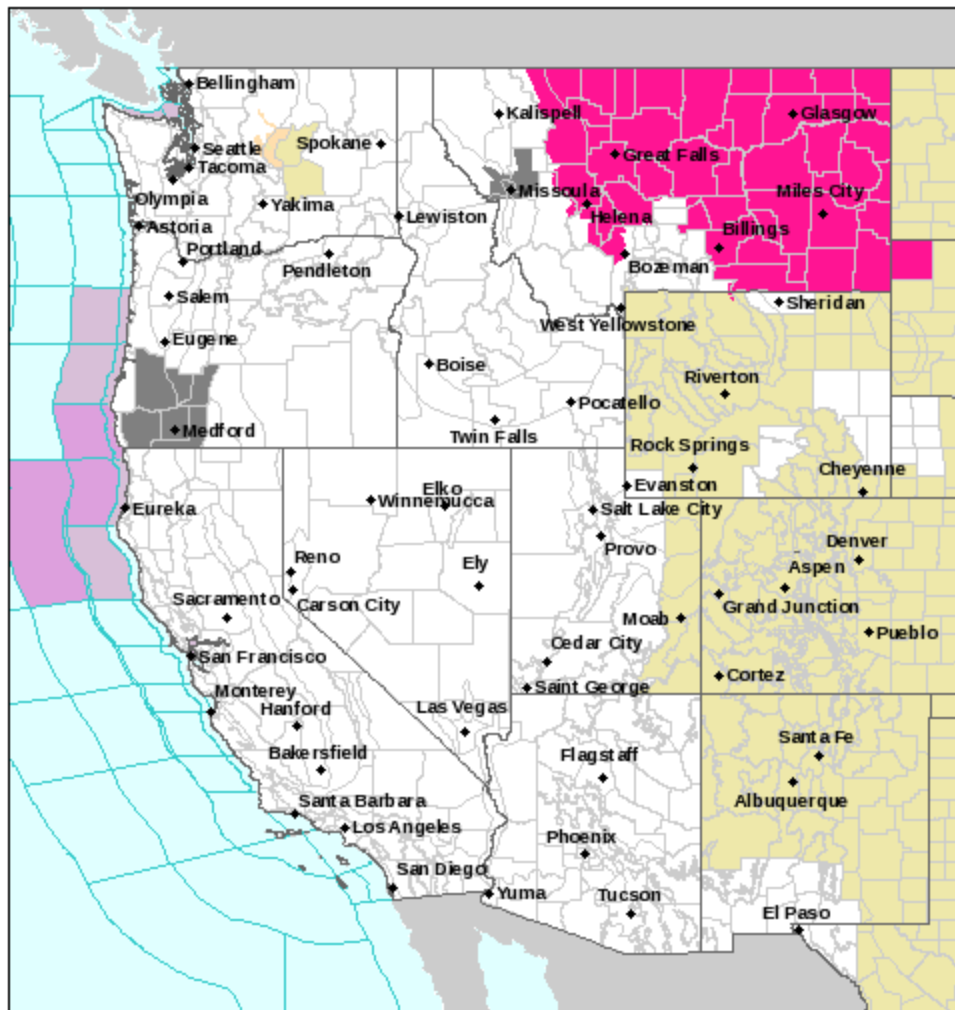 Bellingham
Kalispell
Glasgow
Seattle
Spokane
Great Falls
Tacoma
Missoula
Miles City
Olympia
Yakima
Lewiston
Helena
Astoria
Billings
Portland
Pendleton
Bozeman
Salem
Sheridan
West Yellowstone
Eugene
Boise
Riverton
Pocatello
Medford
Twin Falls
Rock Springs
Cheyenne
Elko
Evanston
Winnemucca
Eureka
Salt Lake City
Denver
Provo
Reno
Ely
Aspen
Sacramento
Carson City
Grand Junction
Moab
Pueblo
Cedar City
San Francisco
Cortez
Saint George
Monterey
Hanford
Las Vegas
Santa Fe
Bakersfield
Flagstaff
Albuquerque
Santa Barbara
Los Angeles
Phoenix
San Diego
Yuma
Tucson
El Paso